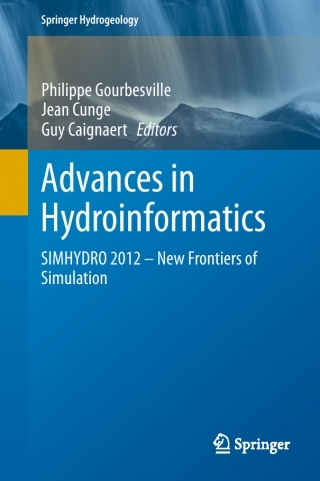 Springer Hydrogeology
Philippe Gourbesville
Jean Cunge
Guy Caignaert Editors
Advances in
Hydroinformatics
SIMHYDRO 2012 – New Frontiers of
Simulation
Springer